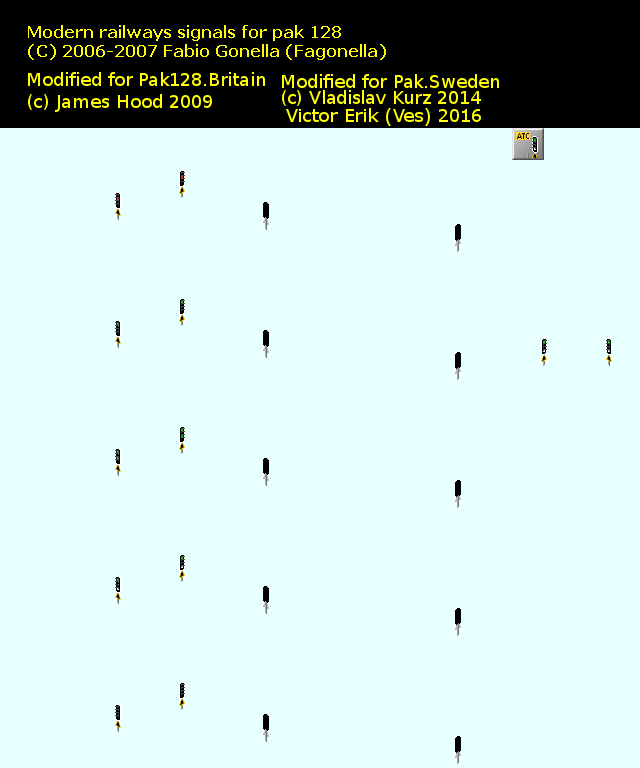 Modern railways signals for pak 128
(C) 2006-2007 Fabio Gonella (Fagonella)
Modified for Pak128.Britain
(c) James Hood 2009
Modified for Pak.Sweden
(c) Vladislav Kurz 2014
Victor Erik (Ves) 2016
ATC